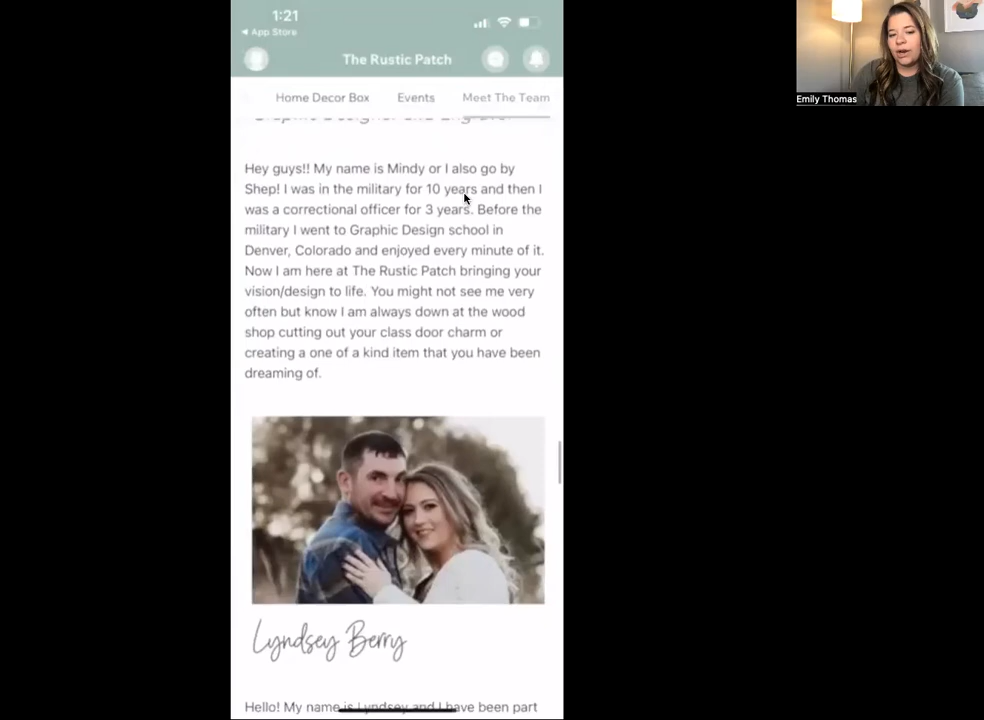 1:21
◀ App Store
The Rustic Patch
Home Decor Box Events Meet The Team
Hey guys!! My name is Mindy or I also go by
Shep! I was in the military for 10 years and then I
was a correctional officer for 3 years. Before the
military I went to Graphic Design school in
Denver, Colorado and enjoyed every minute of it.
Now I am here at The Rustic Patch bringing your
vision/design to life. You might not see me very
often but know I am always down at the wood
shop cutting out your class door charm or
creating a one of a kind item that you have been
dreaming of.
Lyndsey Berry
Hello! My name is Lyndsey and I have been part
Emily Thomas